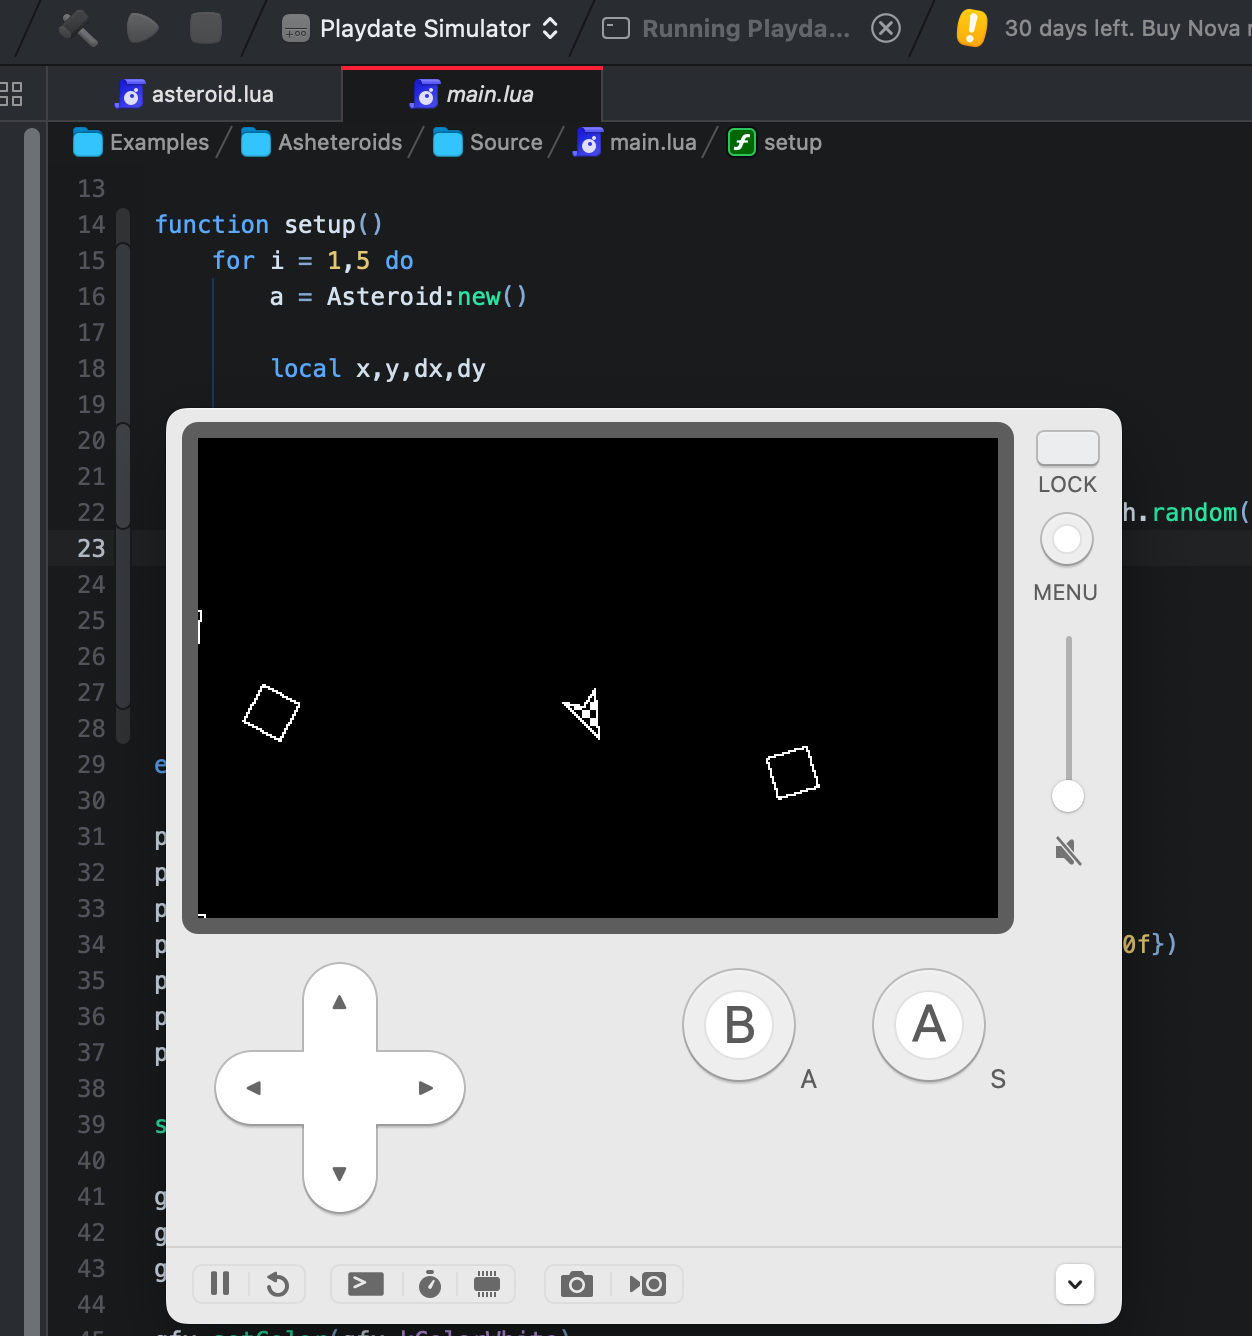 Playdate Simulator
Running Playda...
30 days left. Buy Nova
asteroid.lua
main.lua
Examples
Asheteroids
Source
main.lua
setup
13
14 function setup()
15 for i = 1,5 do
16 a = Asteroid:new()
17
18 local x,y,dx,dy
19
20
21
22 h.random(
23
24
25
26
27
28
29 e
30
31 p
32 p
33 p
34 p 0f})
35 p
36 p
37 p
38
39 s
40
41 g
42 g
43 g
44
LOCK
MENU
B
A
A
S